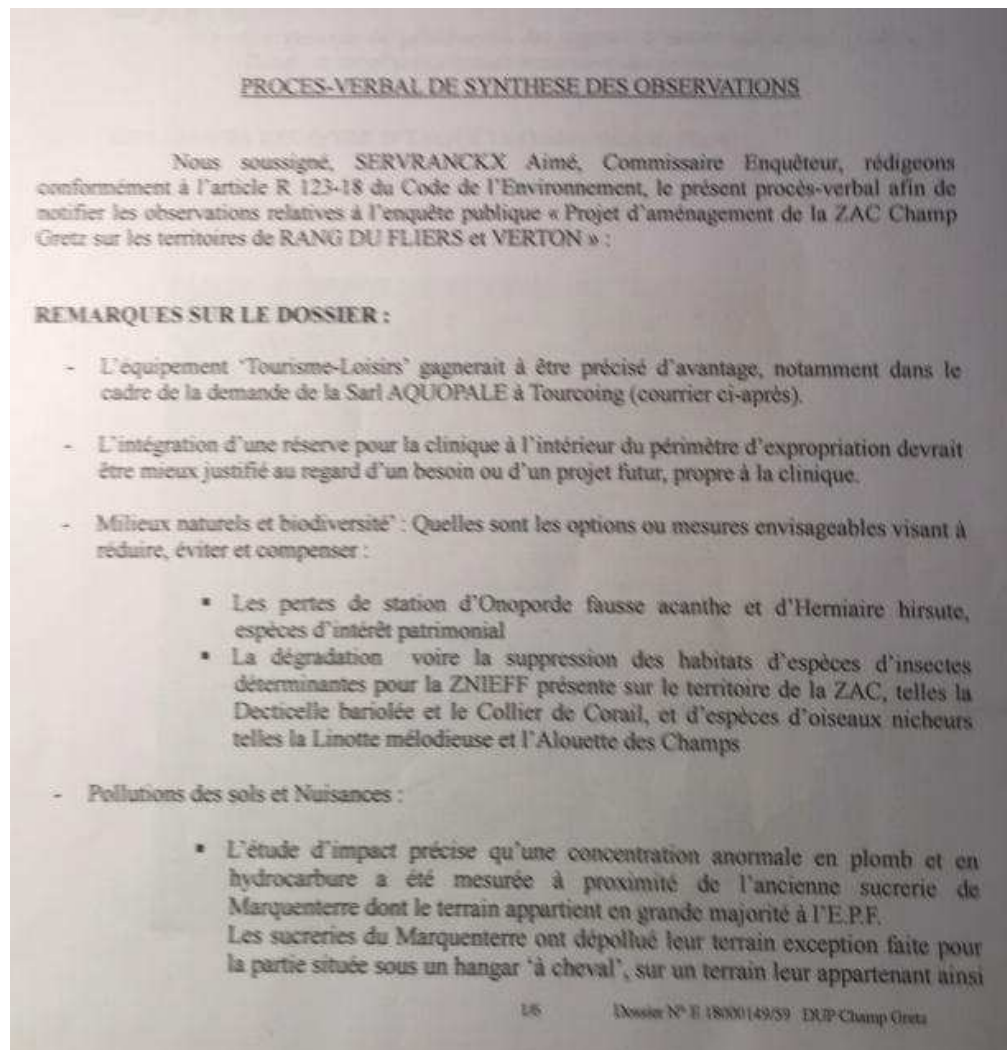 PROCES-VERBAL DE SYNTHESE DES OBSERVATIONS
Nous soussigné, SERVRANCKX Aimé, Commissaire Enquêteur, rédigeons
conformément à l'article R 123-18 du Code de l'Environnement, le présent procès-verbal afin de
notifier les observations relatives à l'enquête publique « Projet d'aménagement de la ZAC Champ
Gretz sur les territoires de RANG DU FLIERS et VERTON » :
REMARQUES SUR LE DOSSIER :
- L'équipement 'Tourisme-Loisirs' gagnerait à être précisé d'avantage, notamment dans le
cadre de la demande de la Sarl AQUOPALE à Tourcoing (courrier ci-après).
- L'intégration d'une réserve pour la clinique à l'intérieur du périmètre d'expropriation devrait
être mieux justifié au regard d'un besoin ou d'un projet futur, propre à la clinique.
- Milieux naturels et biodiversité' : Quelles sont les options ou mesures envisageables visant à
réduire, éviter et compenser :
▪ Les pertes de station d'Onoporde fausse acanthe et d'Herniaire hirsute,
espèces d'intérêt patrimonial
▪ La dégradation voire la suppression des habitats d'espèces d'insectes
déterminantes pour la ZNIEFF présente sur le territoire de la ZAC, telles la
Decticelle bariolée et le Collier de Corail, et d'espèces d'oiseaux nicheurs
telles la Linotte mélodieuse et l'Alouette des Champs
- Pollutions des sols et Nuisances :
▪ L'étude d'impact précise qu'une concentration anormale en plomb et en
hydrocarbure a été mesurée à proximité de l'ancienne sucrerie de
Marquenterre dont le terrain appartient en grande majorité à l'E.P.F.
Les sucreries du Marquenterre ont dépollué leur terrain exception faite pour
la partie située sous un hangar 'à cheval', sur un terrain leur appartenant ainsi
1/6 Dossier N° E 18000149/59 DUP Champ Gretz